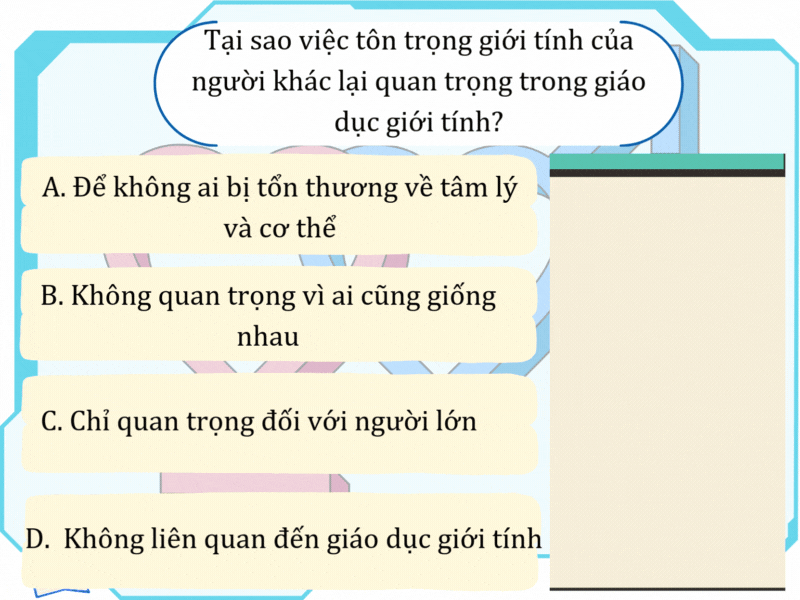 Tại sao việc tôn trọng giới tính của
người khác lại quan trọng trong giáo
dục giới tính?
A. Để không ai bị tổn thương về tâm lý
và cơ thể
B. Không quan trọng vì ai cũng giống
nhau
C. Chỉ quan trọng đối với người lớn
D. Không liên quan đến giáo dục giới tính